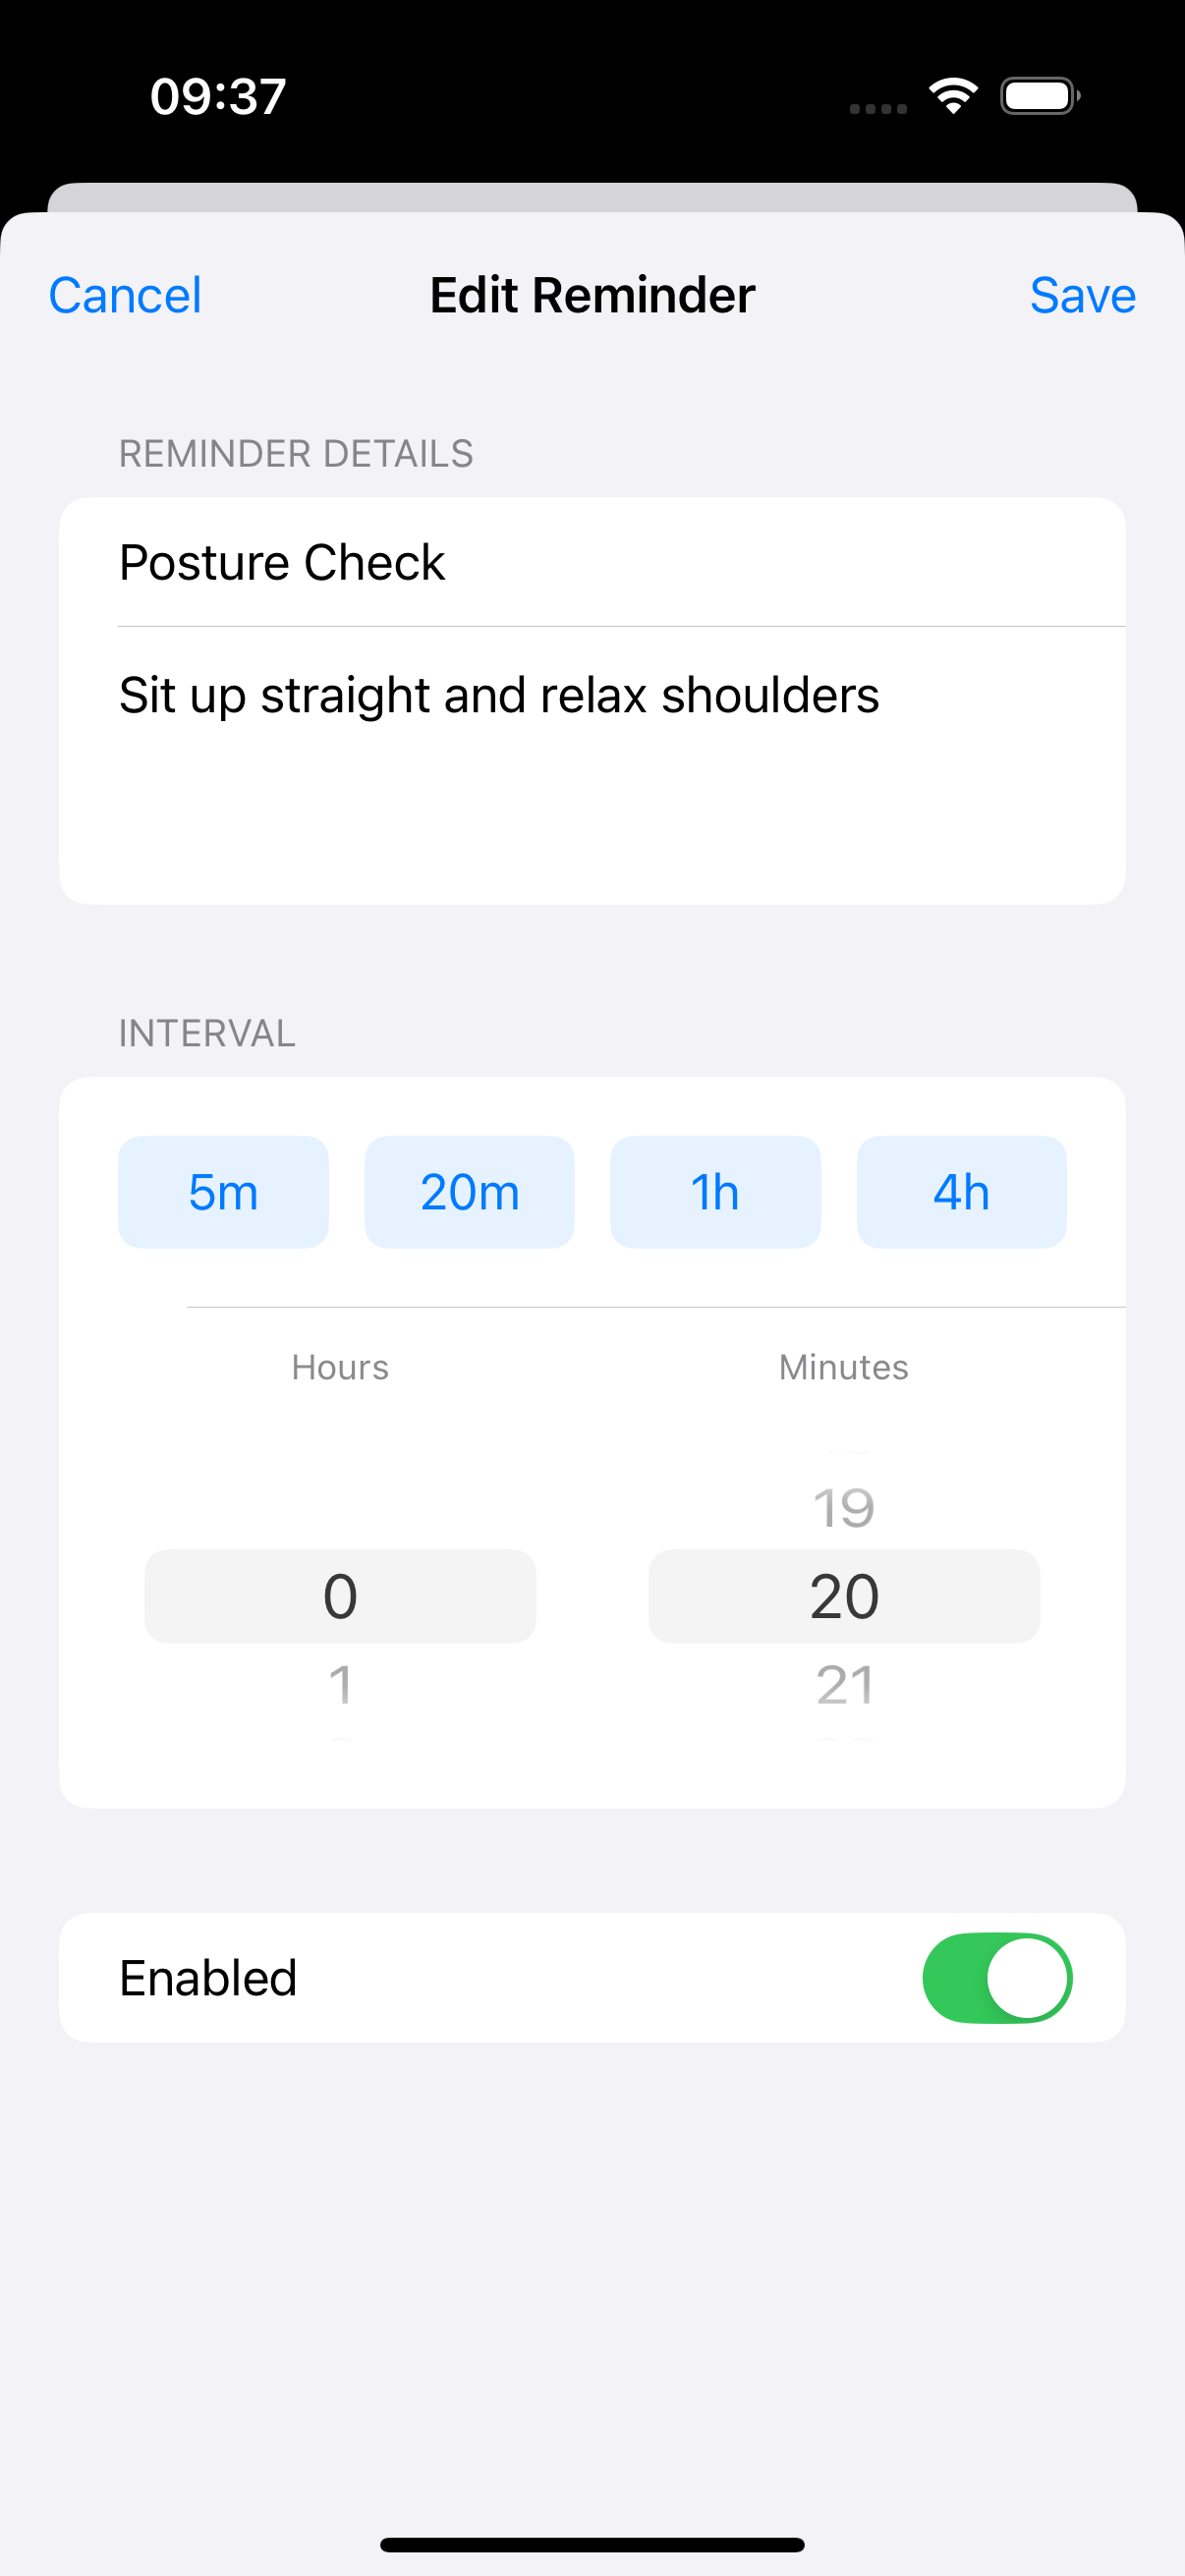 09:37
Cancel
Edit Reminder
Save
REMINDER DETAILS
Posture Check
Sit up straight and relax shoulders
INTERVAL
5m
20m
1h
4h
Hours
Minutes
19
0
20
1
21
Enabled